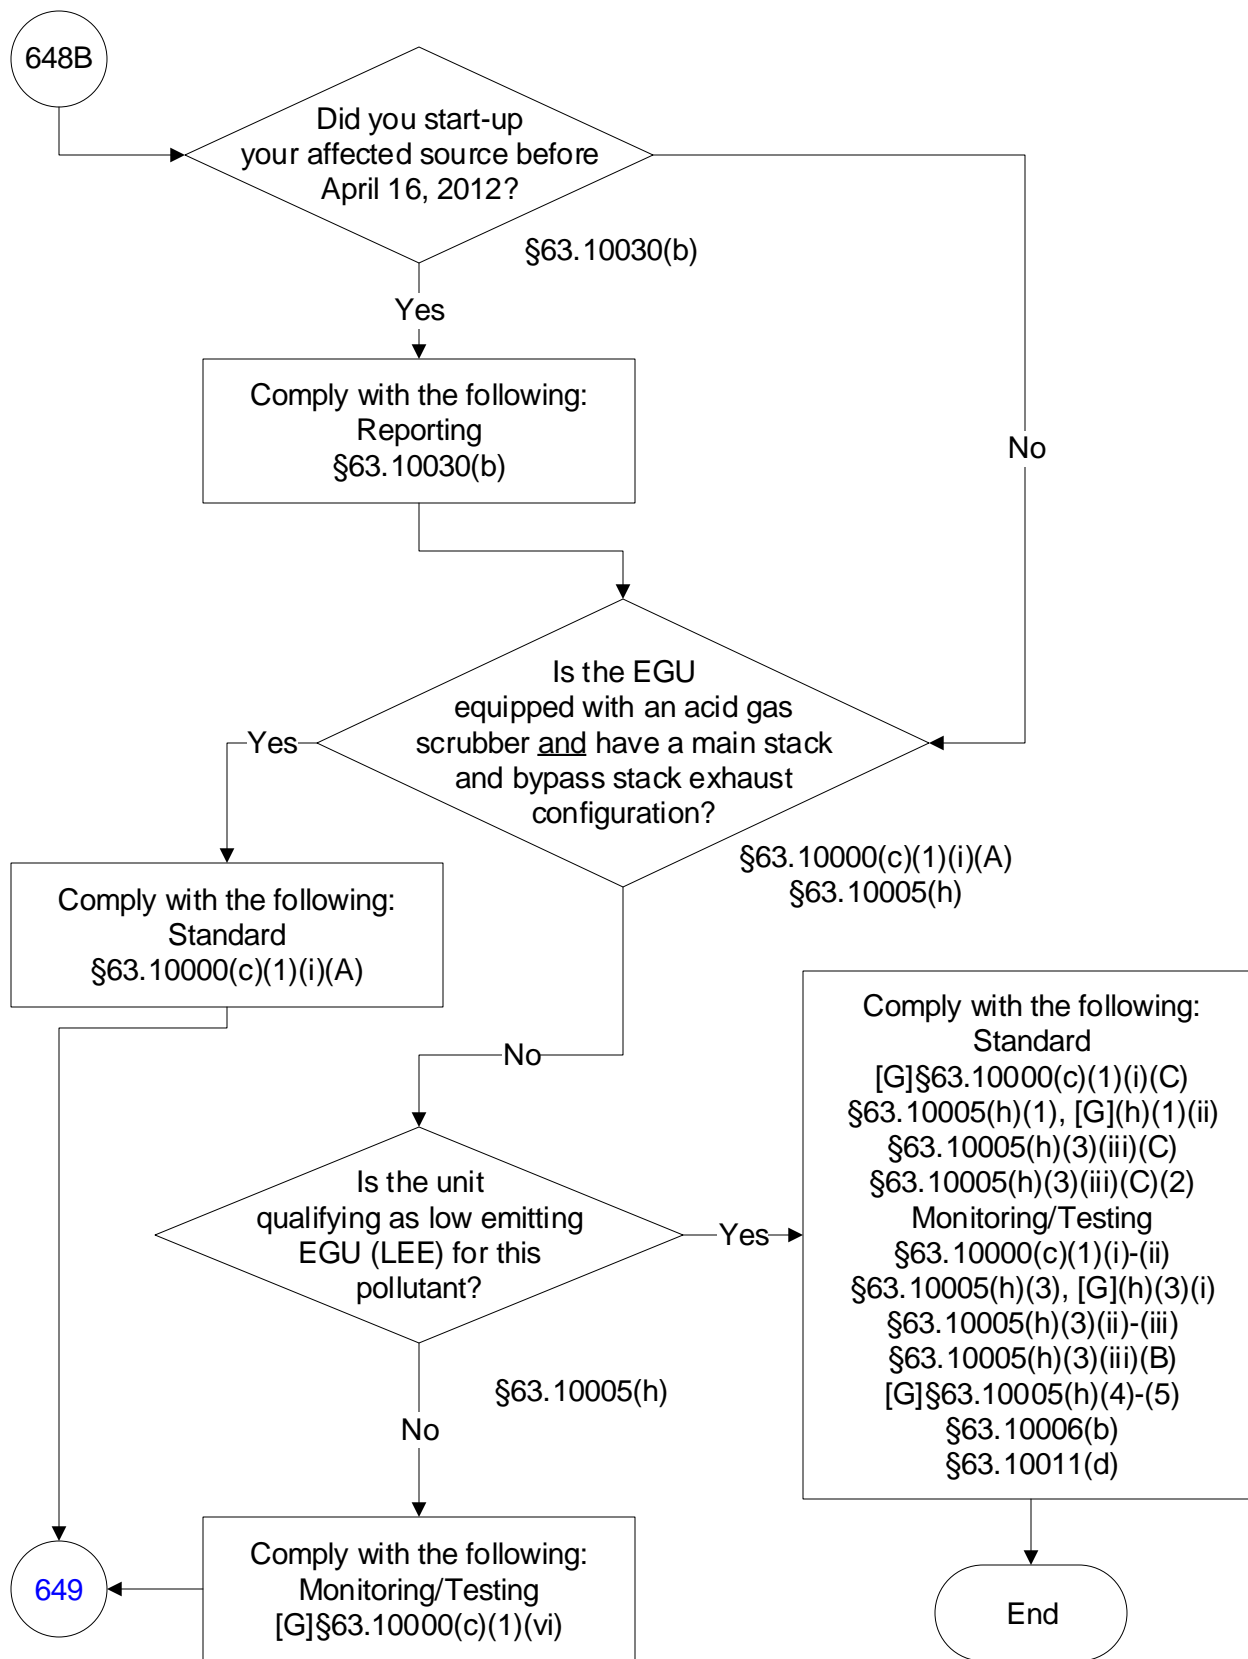 648B
Did you start-up
your affected source before
April 16, 2012?
§63.10030(b)
Yes
Comply with the following:
Reporting
§63.10030(b)
No
Is the EGU
equipped with an acid gas
scrubber and have a main stack
and bypass stack exhaust
configuration?
Yes
§63.10000(c)(1)(i)(A)
§63.10005(h)
Comply with the following:
Standard
§63.10000(c)(1)(i)(A)
No
Is the unit
qualifying as low emitting
EGU (LEE) for this
pollutant?
Yes
§63.10005(h)
Comply with the following:
Standard
[G]§63.10000(c)(1)(i)(C)
§63.10005(h)(1), [G](h)(1)(ii)
§63.10005(h)(3)(iii)(C)
§63.10005(h)(3)(iii)(C)(2)
Monitoring/Testing
§63.10000(c)(1)(i)-(ii)
§63.10005(h)(3), [G](h)(3)(i)
§63.10005(h)(3)(ii)-(iii)
§63.10005(h)(3)(iii)(B)
[G]§63.10005(h)(4)-(5)
§63.10006(b)
§63.10011(d)
No
Comply with the following:
Monitoring/Testing
[G]§63.10000(c)(1)(vi)
649
End